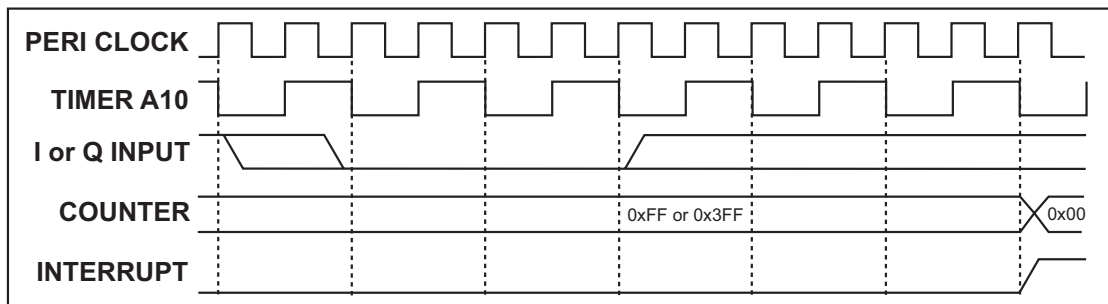 PERI CLOCK
TIMER A10
I or Q INPUT
COUNTER
0xFF or 0x3FF
0x00
INTERRUPT